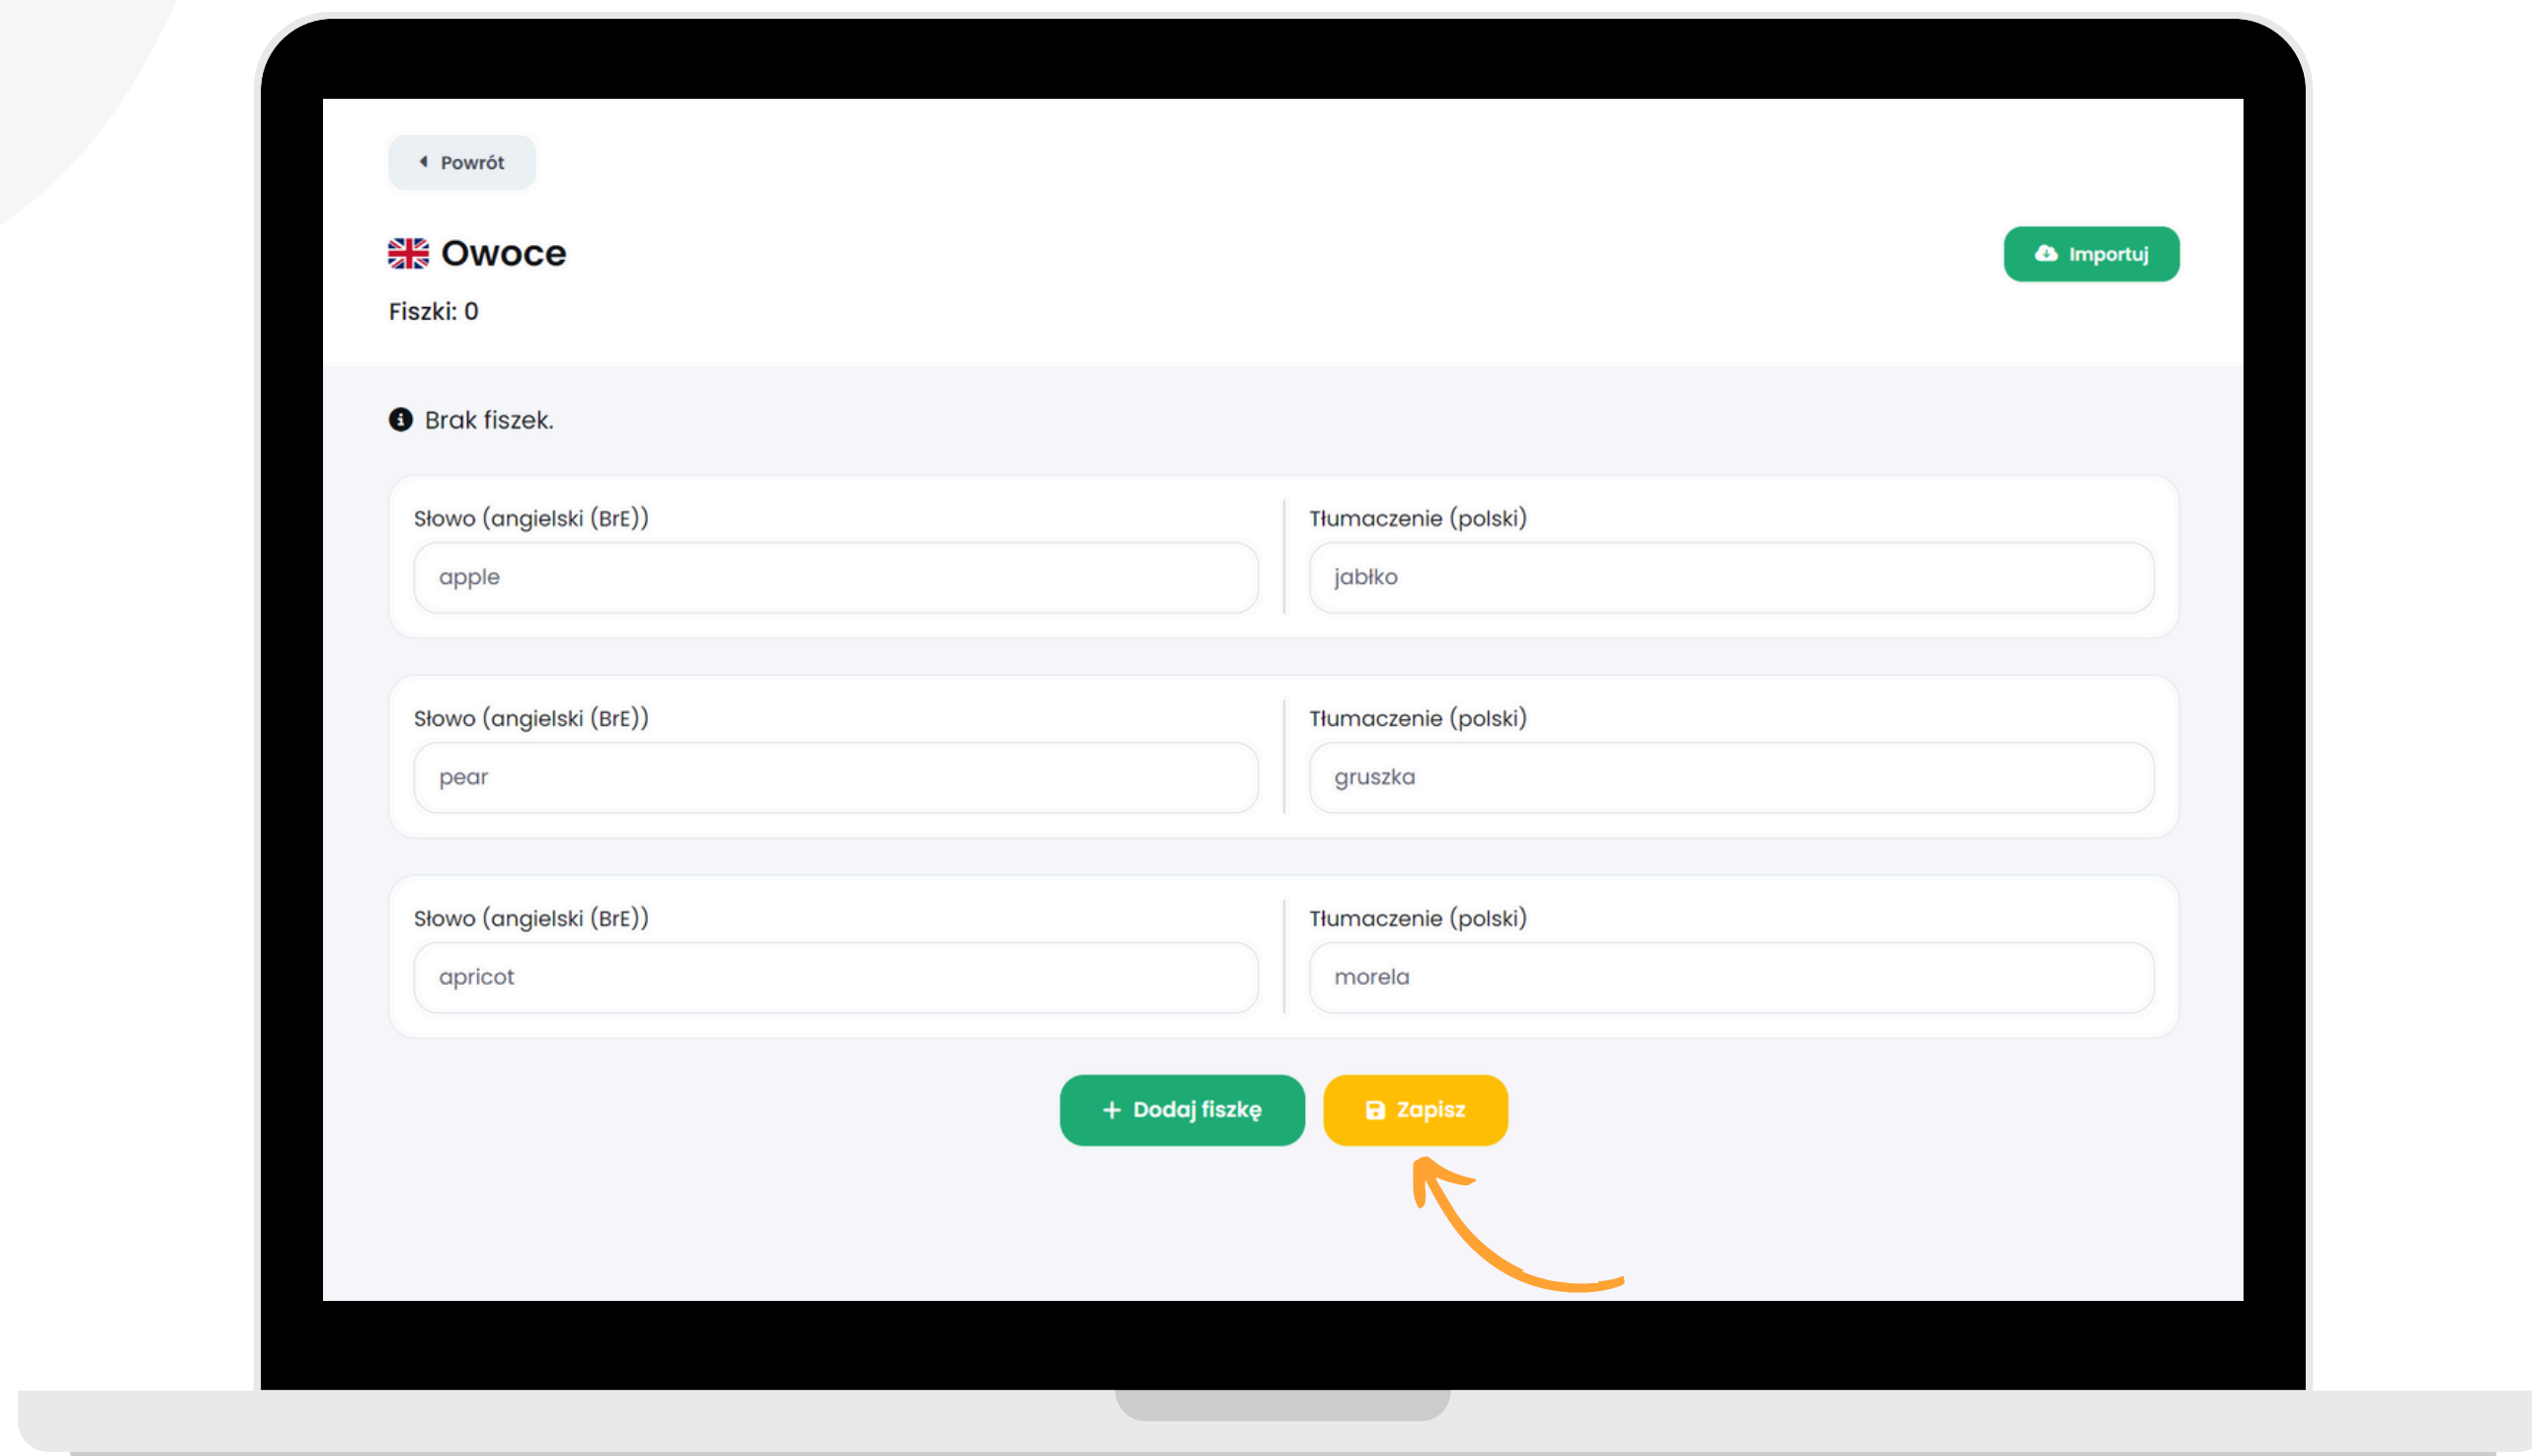 Powrót
Owoce
Importuj
Fiszki: 0
Brak fiszek.
Słowo (angielski (BrE))
Tłumaczenie (polski)
apple
jabłko
Słowo (angielski (BrE))
Tłumaczenie (polski)
pear
gruszka
Słowo (angielski (BrE))
Tłumaczenie (polski)
apricot
morela
+ Dodaj fiszkę
Zapisz